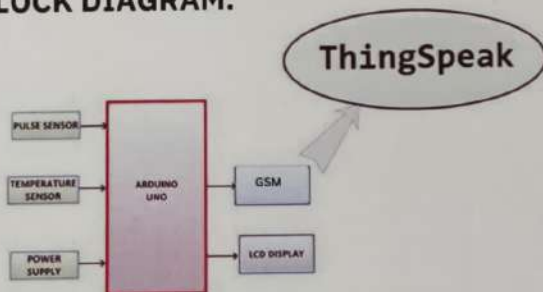 LOCK DIAGRAM:
ThingSpeak
PULSE SENSOR
TEMPERATURE
SENSOR
POWER
SUPPLY
ARDUINO
UNO
GSM
LCD DISPLAY